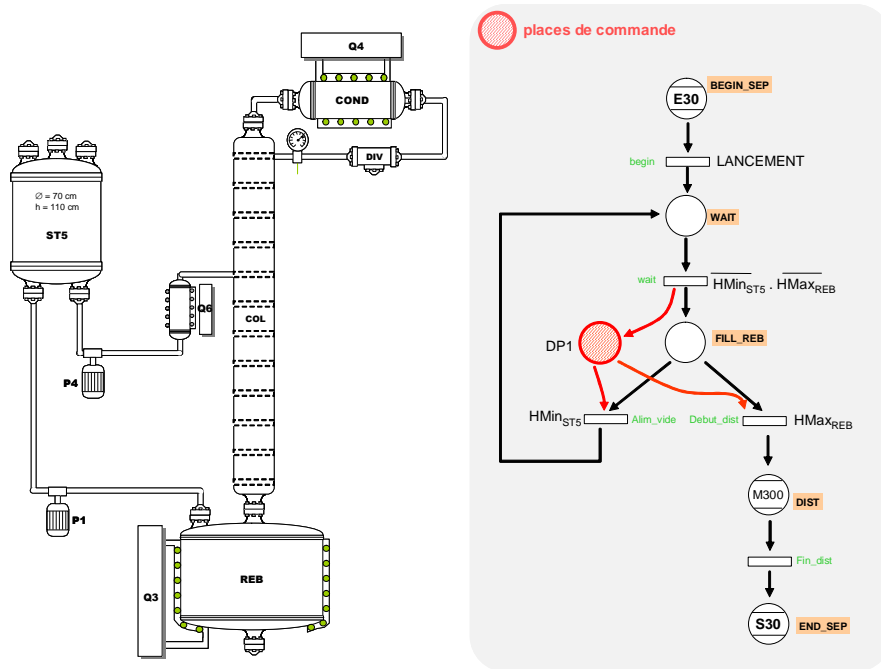 Q4
COND
DIV
Ø = 70 cm
h = 110 cm
ST5
Q6
COL
P4
P1
Q3
REB
places de commande
BEGIN_SEP
E30
begin
LANCEMENT
WAIT
wait
HMinST5 . HMaxREB
DP1
FILL_REB
HMinST5
Alim_vide
Debut_dist
HMaxREB
M300
DIST
Fin_dist
S30
END_SEP